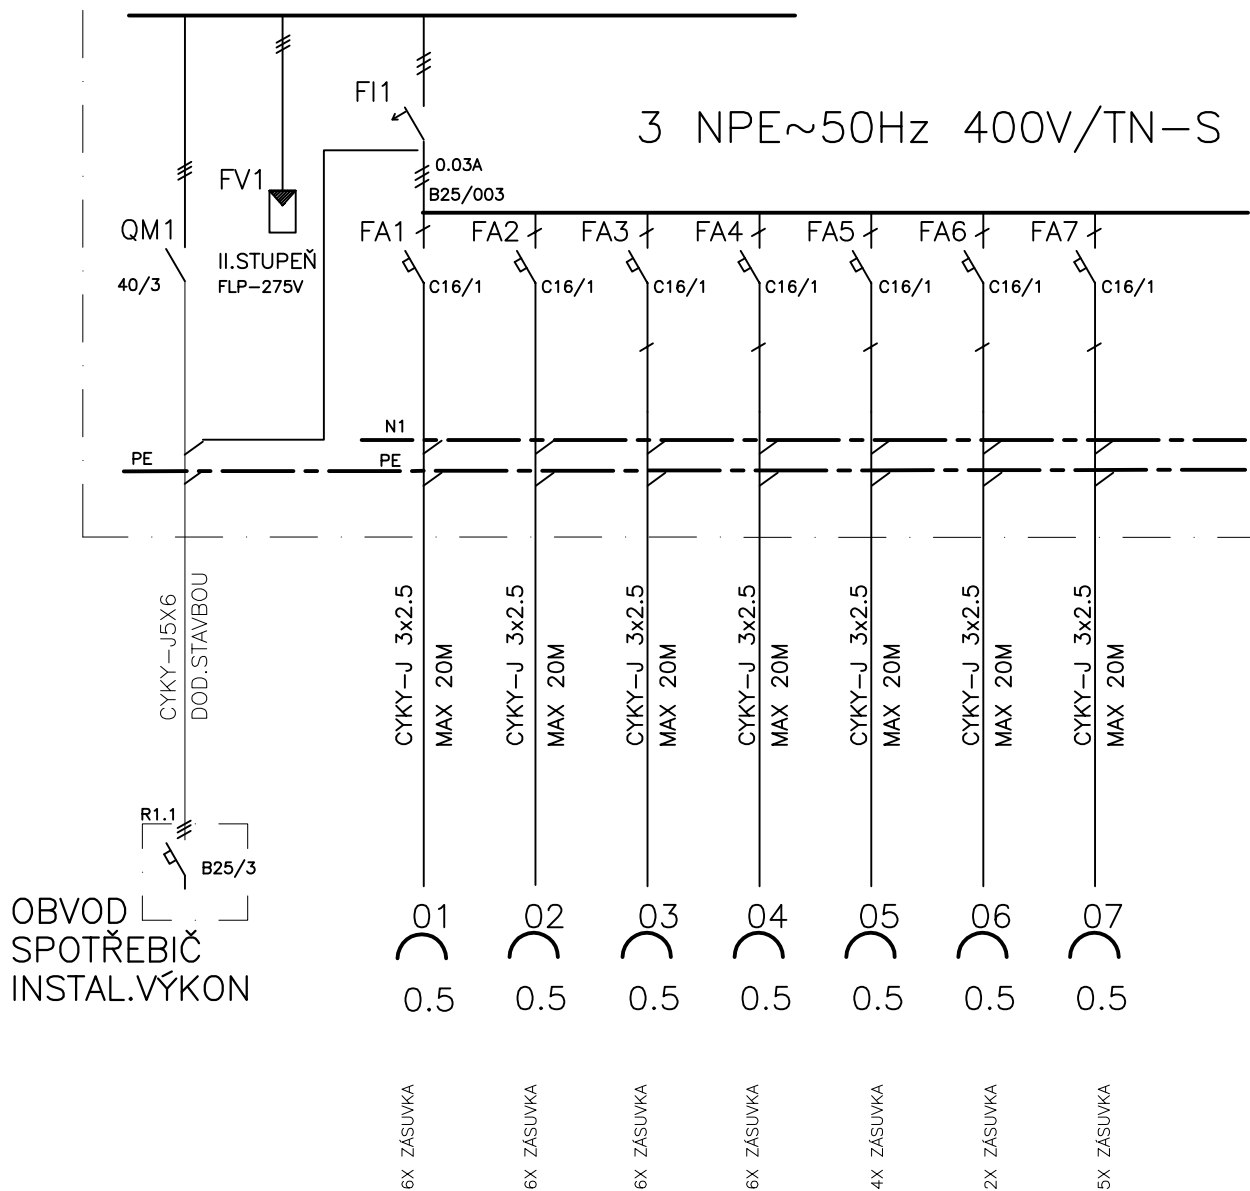 3 NPE~50Hz 400V/TN-S
FI1
0.03A
B25/003
FV1
II.STUPEŇ
FLP-275V
QM1
40/3
FA1
FA2
FA3
FA4
FA5
FA6
FA7
C16/1
C16/1
C16/1
C16/1
C16/1
C16/1
C16/1
N1
PE
PE
CYKY-J5X6
DOD.STAVBOU
CYKY-J 3x2.5
MAX 20M
CYKY-J 3x2.5
MAX 20M
CYKY-J 3x2.5
MAX 20M
CYKY-J 3x2.5
MAX 20M
CYKY-J 3x2.5
MAX 20M
CYKY-J 3x2.5
MAX 20M
CYKY-J 3x2.5
MAX 20M
R1.1
B25/3
OBVOD 01 02 03 04 05 06 07
SPOTŘEBIČ
INSTAL.VÝKON 0.5 0.5 0.5 0.5 0.5 0.5 0.5
6X ZÁSUVKA
6X ZÁSUVKA
6X ZÁSUVKA
6X ZÁSUVKA
4X ZÁSUVKA
2X ZÁSUVKA
5X ZÁSUVKA